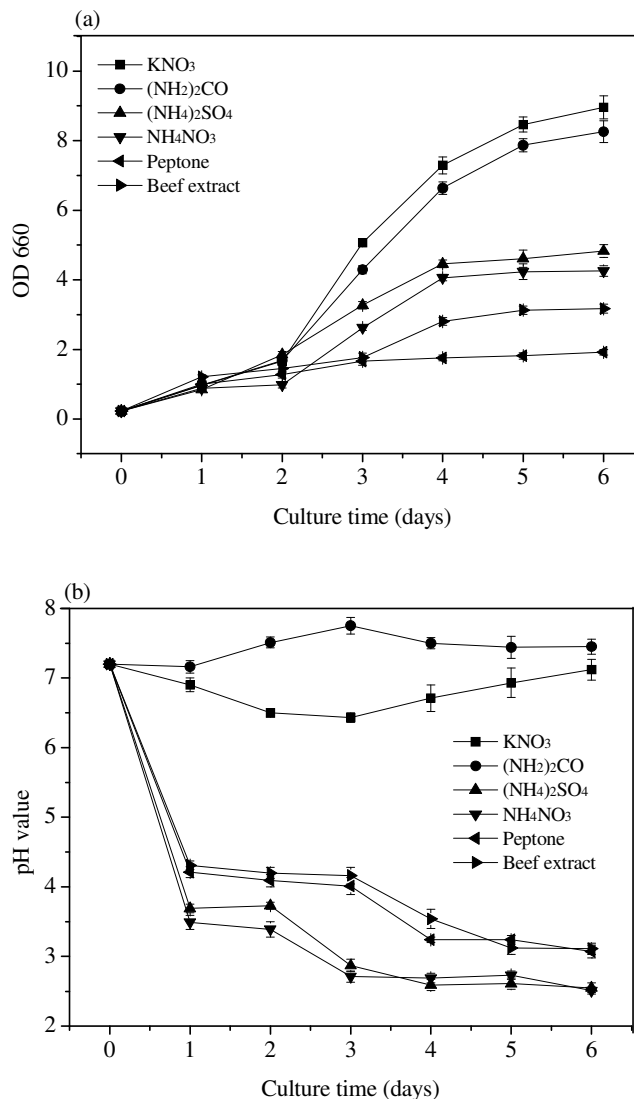 (a)
10
8
6
4
2
0
OD 660
KNO₃
(NH₂)₂CO
(NH₄)₂SO₄
NH₄NO₃
Peptone
Beef extract
0 1 2 3 4 5 6
Culture time (days)
(b)
8
7
6
5
4
3
2
pH value
KNO₃
(NH₂)₂CO
(NH₄)₂SO₄
NH₄NO₃
Peptone
Beef extract
0 1 2 3 4 5 6
Culture time (days)